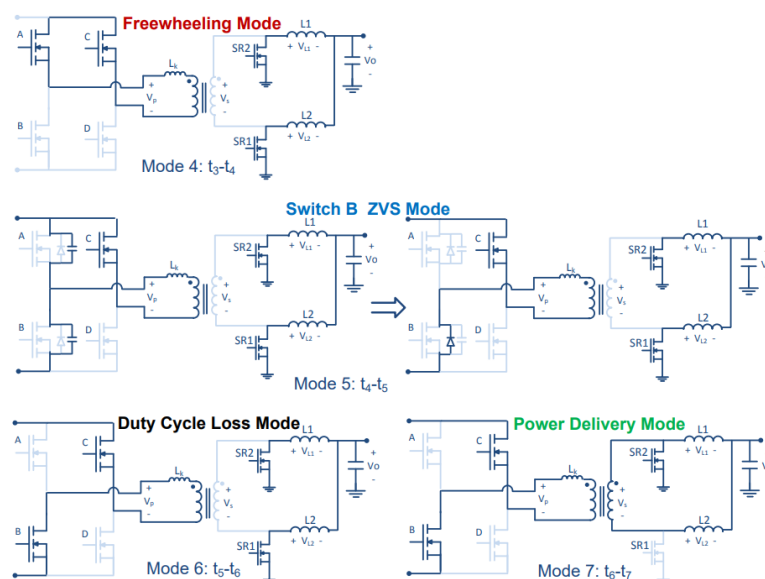 Freewheeling Mode
L1
A
C
Lk
SR2
+ VL1 -
+
Vo
-
+
Vp
-
+
Vs
-
L2
B
D
SR1
+ VL2 -
Mode 4: t3-t4
Switch B ZVS Mode
L1
A
C
Lk
SR2
+ VL1 -
+
Vo
-
+
Vp
-
+
Vs
-
L2
B
D
SR1
+ VL2 -
L1
A
C
Lk
SR2
+ VL1 -
V
+
Vp
-
+
Vs
-
L2
B
D
SR1
+ VL2 -
Mode 5: t4-t5
Duty Cycle Loss Mode
L1
A
C
Lk
SR2
+ VL1 -
+
Vo
-
+
Vp
-
+
Vs
-
L2
B
D
SR1
+ VL2 -
Mode 6: t5-t6
Power Delivery Mode
L1
A
C
Lk
SR2
+ VL1 -
V
+
Vp
-
+
Vs
-
L2
B
D
SR1
+ VL2 -
Mode 7: t6-t7